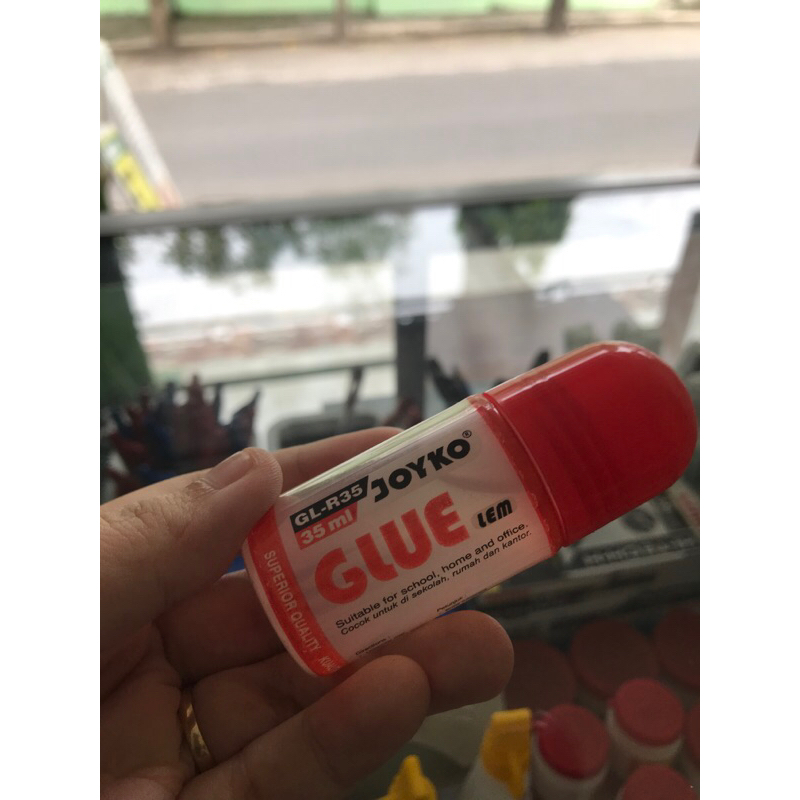 JOYKO®
GL-R35
35 ml
GLUE LEM
Suitable for school, home and office.
Cocok untuk di sekolah, rumah dan kantor.
SUPERIOR QUALITY